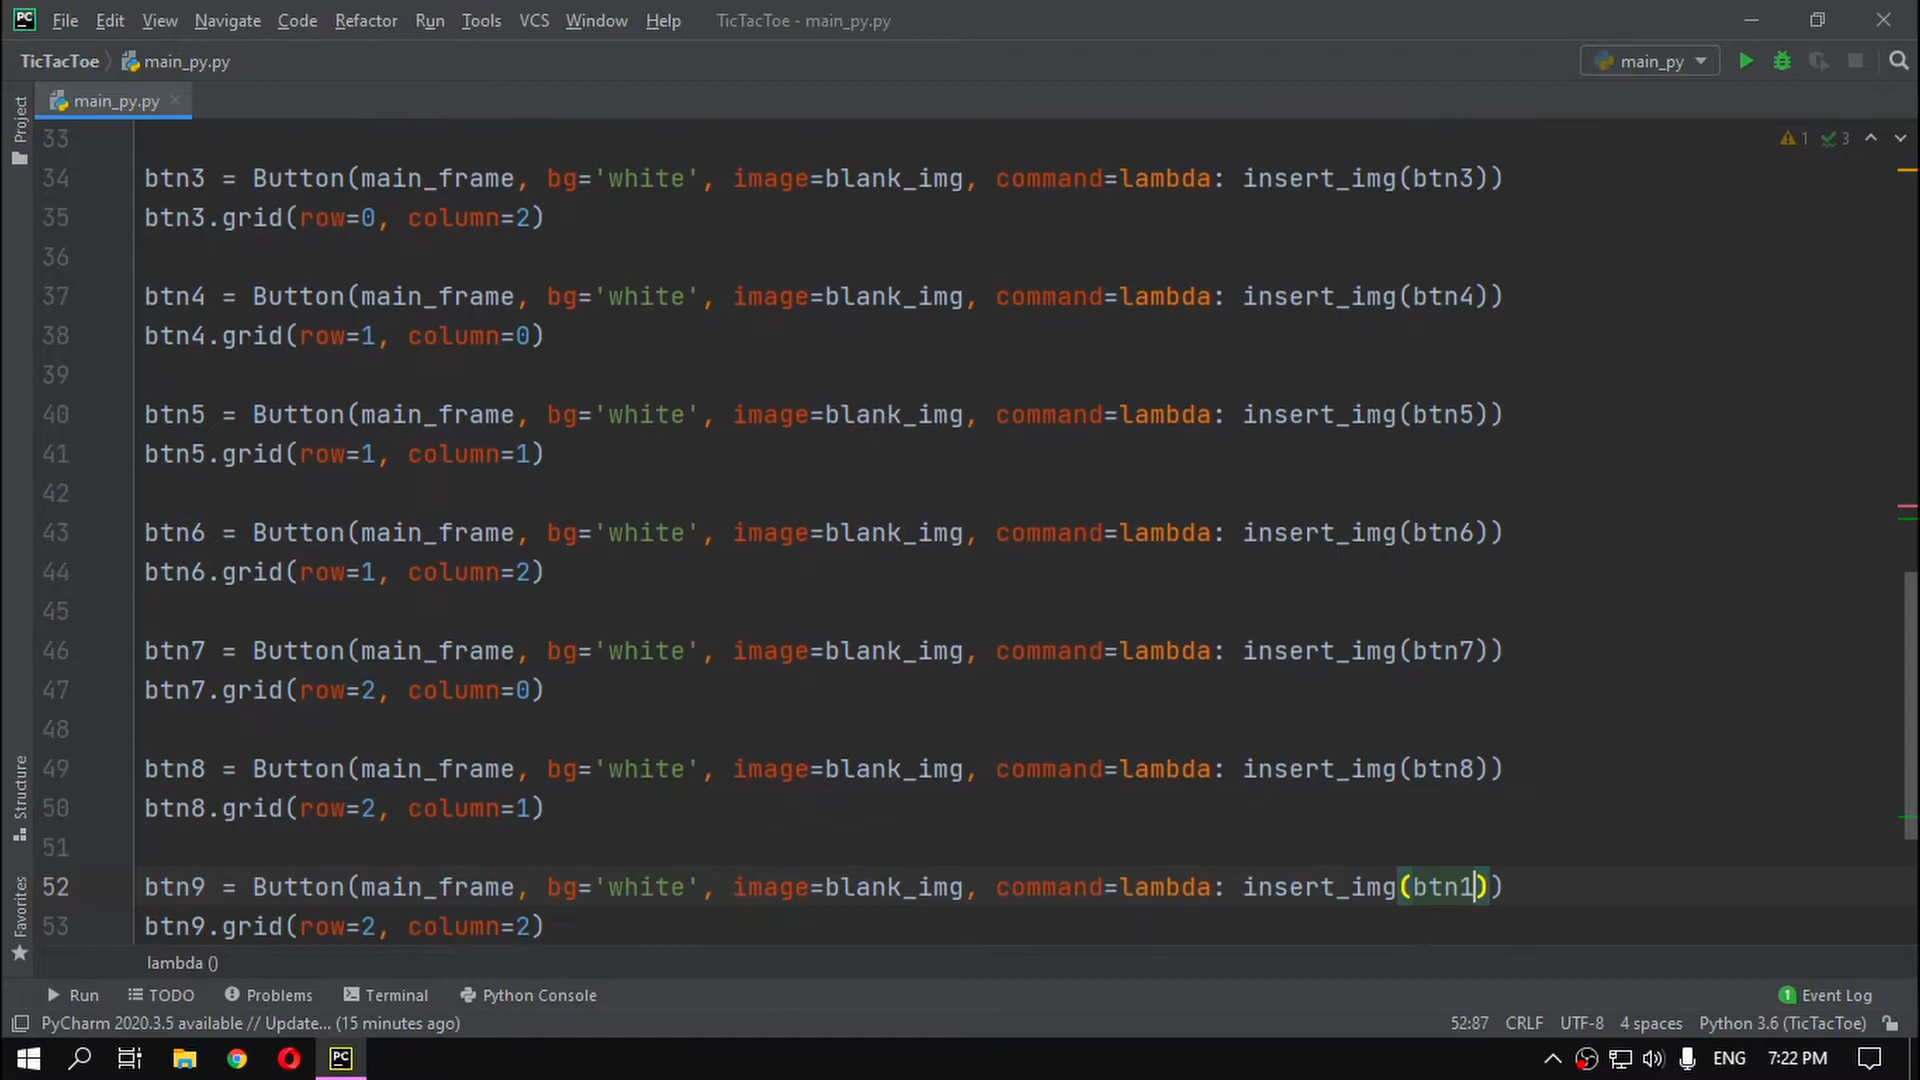 PC File Edit View Navigate Code Refactor Run Tools VCS Window Help TicTacToe - main_py.py
TicTacToe main_py.py main_py
main_py.py
Project
33
1 3
34 btn3 = Button(main_frame, bg='white', image=blank_img, command=lambda: insert_img(btn3))
35 btn3.grid(row=0, column=2)
36
37 btn4 = Button(main_frame, bg='white', image=blank_img, command=lambda: insert_img(btn4))
38 btn4.grid(row=1, column=0)
39
40 btn5 = Button(main_frame, bg='white', image=blank_img, command=lambda: insert_img(btn5))
41 btn5.grid(row=1, column=1)
42
43 btn6 = Button(main_frame, bg='white', image=blank_img, command=lambda: insert_img(btn6))
44 btn6.grid(row=1, column=2)
45
46 btn7 = Button(main_frame, bg='white', image=blank_img, command=lambda: insert_img(btn7))
47 btn7.grid(row=2, column=0)
48
49 btn8 = Button(main_frame, bg='white', image=blank_img, command=lambda: insert_img(btn8))
50 btn8.grid(row=2, column=1)
51
52 btn9 = Button(main_frame, bg='white', image=blank_img, command=lambda: insert_img(btn1))
53 btn9.grid(row=2, column=2)
Structure
Favorites
lambda ()
Run TODO Problems Terminal Python Console 1 Event Log
PyCharm 2020.3.5 available // Update... (15 minutes ago) 52:87 CRLF UTF-8 4 spaces Python 3.6 (TicTacToe)
PC ENG 7:22 PM